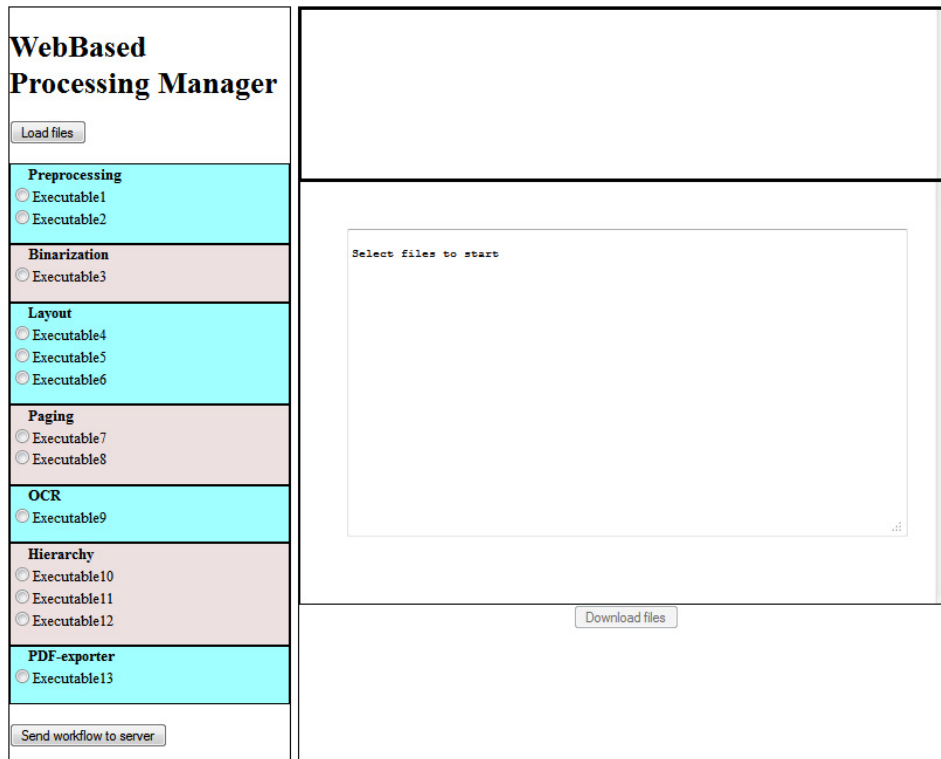 WebBased
Processing Manager
Load files
Preprocessing
Executable1
Executable2
Binarization
Executable3
Layout
Executable4
Executable5
Executable6
Paging
Executable7
Executable8
OCR
Executable9
Hierarchy
Executable10
Executable11
Executable12
PDF-exporter
Executable13
Send workflow to server
Select files to start
Download files